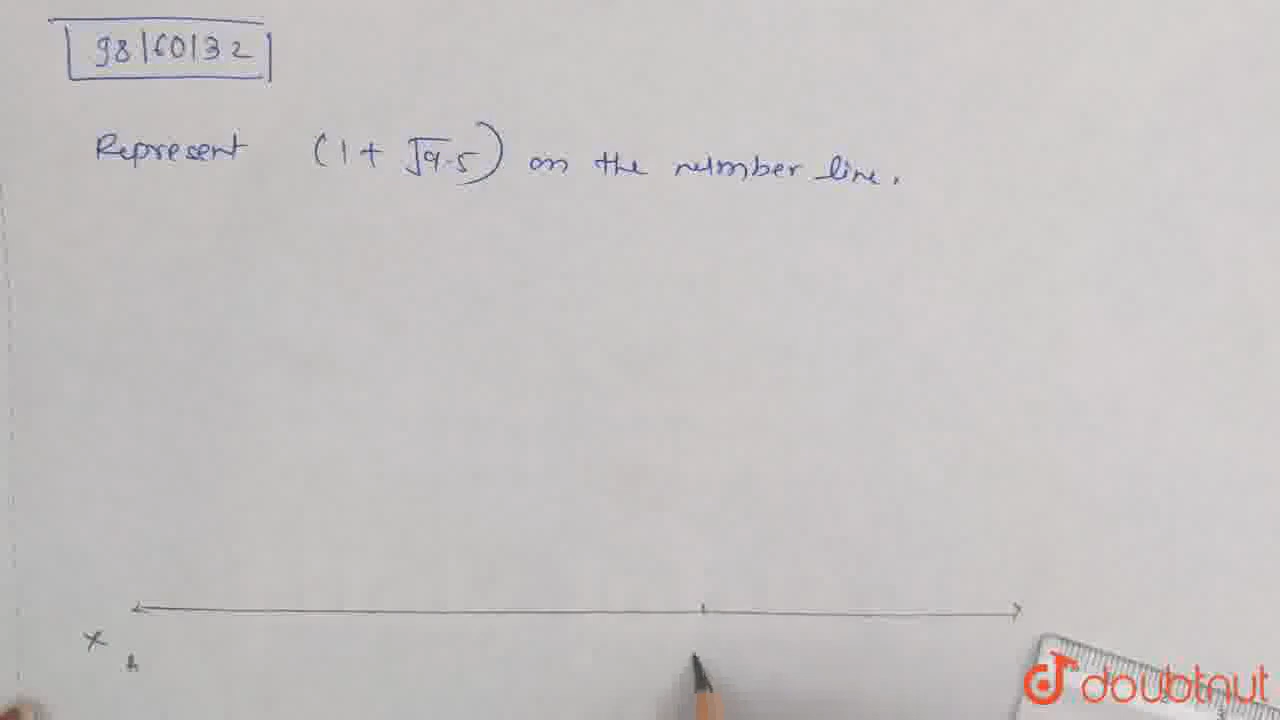 98160132
Represent (1 + √9.5) on the number line.
X
A
doubtnut